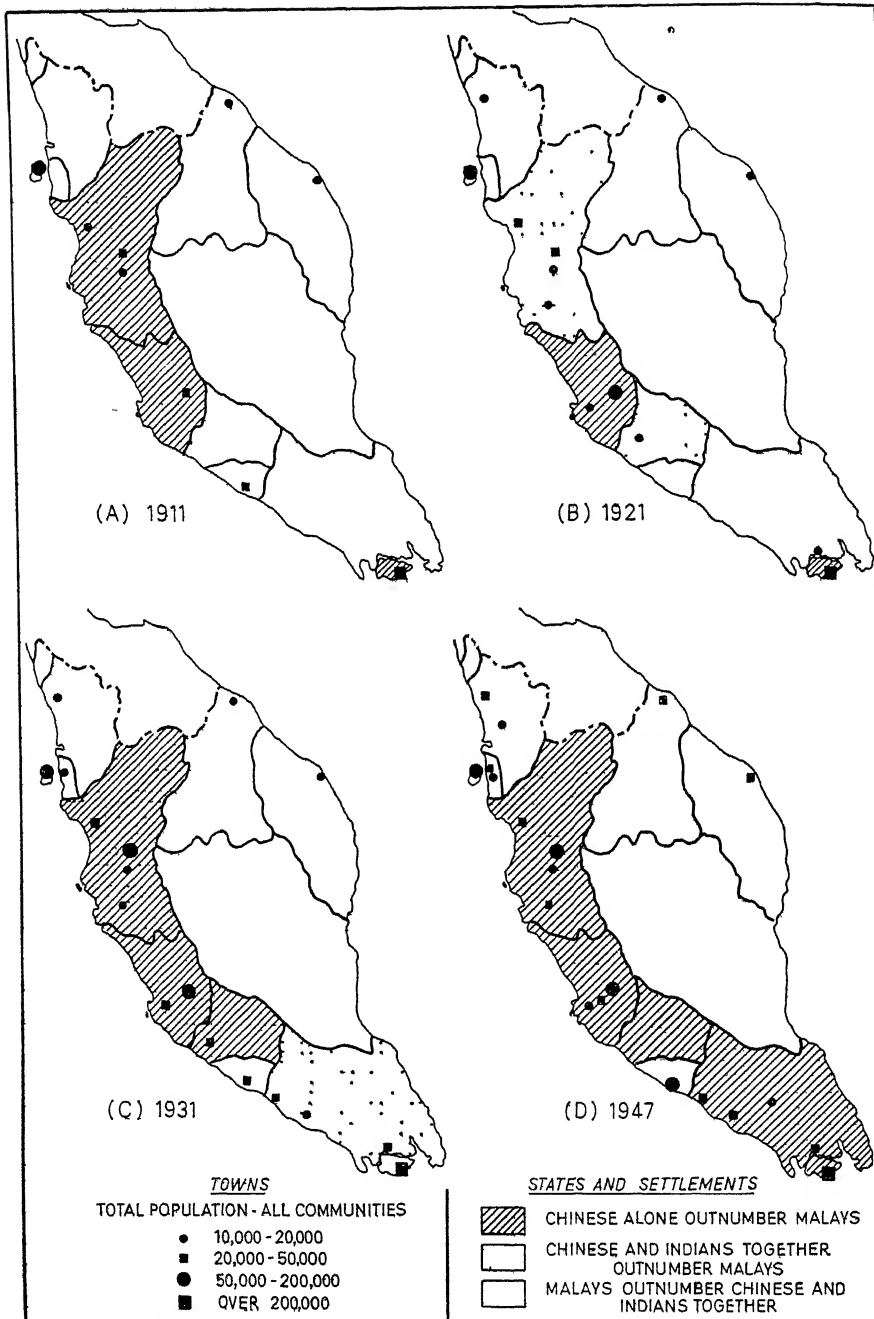 (A) 1911
(B) 1921
(C) 1931
(D) 1947
TOWNS
TOTAL POPULATION - ALL COMMUNITIES
10,000 - 20,000
20,000 - 50,000
50,000 - 200,000
OVER 200,000
STATES AND SETTLEMENTS
CHINESE ALONE OUTNUMBER MALAYS
CHINESE AND INDIANS TOGETHER
OUTNUMBER MALAYS
MALAYS OUTNUMBER CHINESE AND
INDIANS TOGETHER